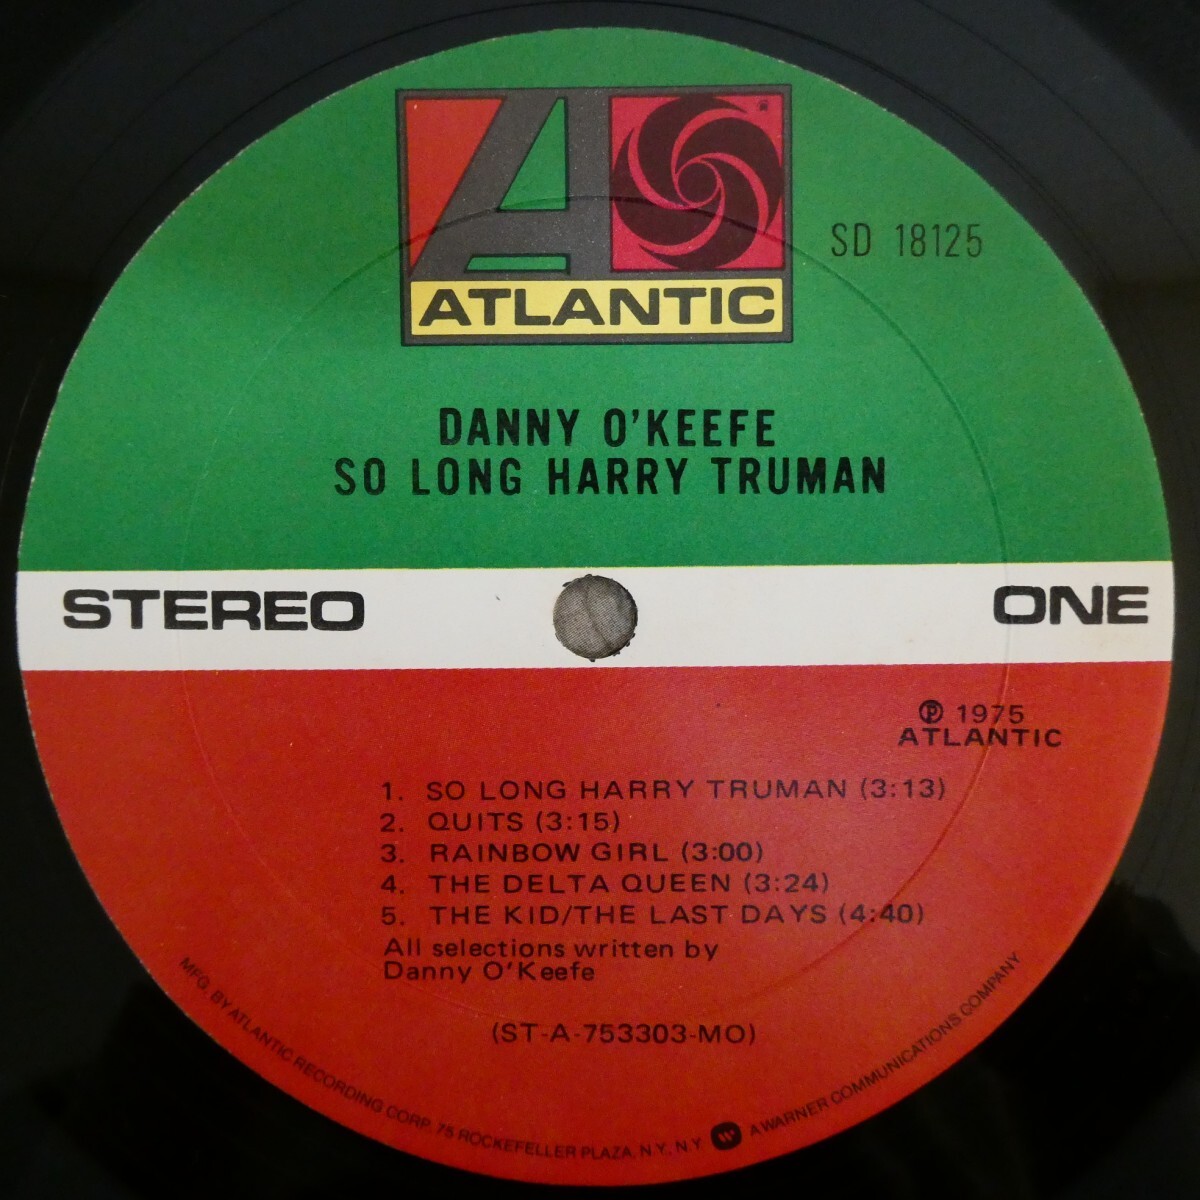 ATLANTIC
SD 18125
DANNY O'KEEFE
SO LONG HARRY TRUMAN
STEREO
ONE
Ⓟ 1975
ATLANTIC
1. SO LONG HARRY TRUMAN (3:13)
2. QUITS (3:15)
3. RAINBOW GIRL (3:00)
4. THE DELTA QUEEN (3:24)
5. THE KID/THE LAST DAYS (4:40)
All selections written by
Danny O'Keefe
(ST-A-753303-MO)
MFG. BY ATLANTIC RECORDING CORP. 75 ROCKEFELLER PLAZA, N.Y. N.Y. A WARNER COMMUNICATIONS COMPANY